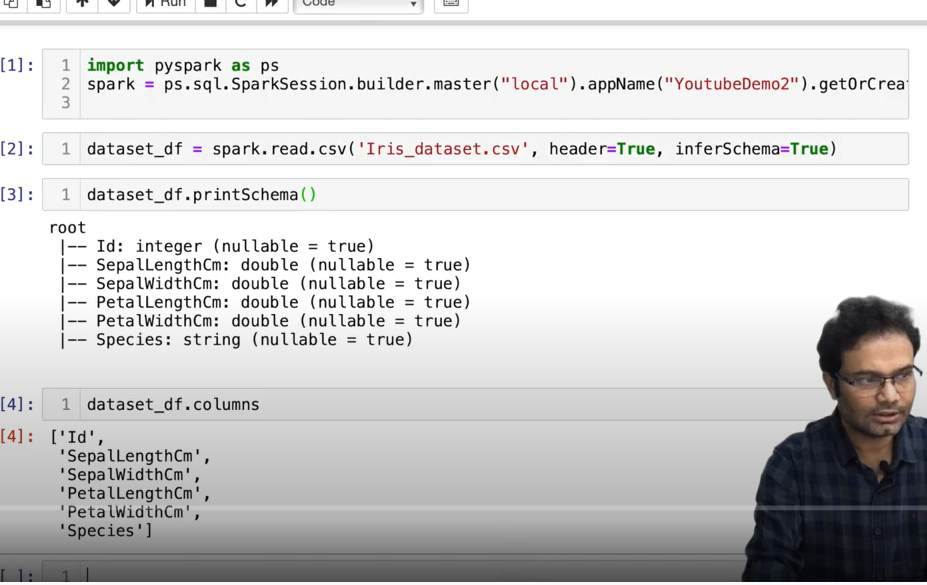 Run
Code
[1]:
1 import pyspark as ps
2 spark = ps.sql.SparkSession.builder.master("local").appName("YoutubeDemo2").getOrCrea
3
[2]:
1 dataset_df = spark.read.csv('Iris_dataset.csv', header=True, inferSchema=True)
[3]:
1 dataset_df.printSchema()
root
|-- Id: integer (nullable = true)
|-- SepalLengthCm: double (nullable = true)
|-- SepalWidthCm: double (nullable = true)
|-- PetalLengthCm: double (nullable = true)
|-- PetalWidthCm: double (nullable = true)
|-- Species: string (nullable = true)
[4]:
1 dataset_df.columns
[4]: ['Id',
'SepalLengthCm',
'SepalWidthCm',
'PetalLengthCm',
'PetalWidthCm',
'Species']
[ ]: 1